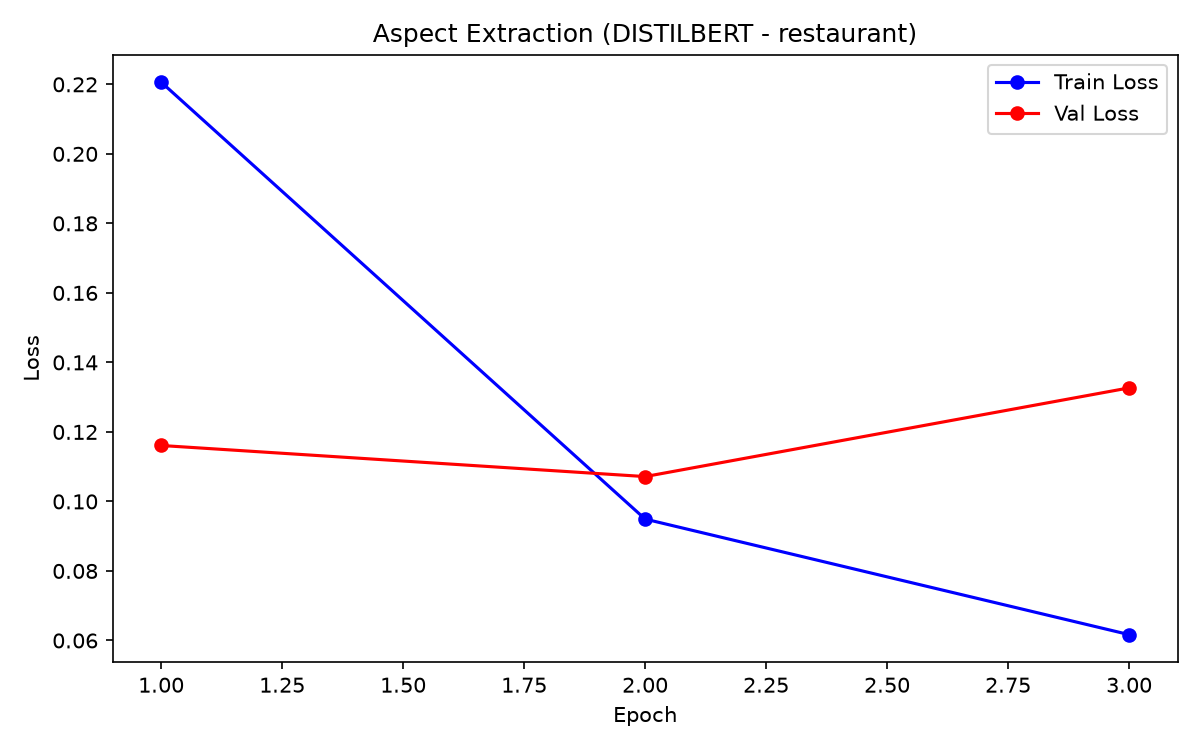 Aspect Extraction (DISTILBERT - restaurant)
Train Loss
Val Loss
Loss
0.22
0.20
0.18
0.16
0.14
0.12
0.10
0.08
0.06
1.00 1.25 1.50 1.75 2.00 2.25 2.50 2.75 3.00
Epoch